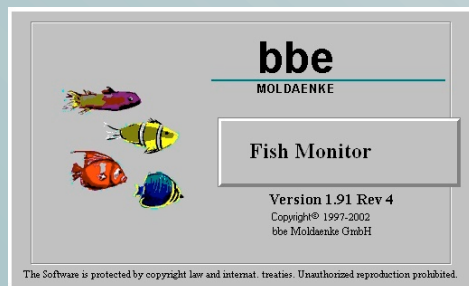 bbe
MOLDAENKE
Fish Monitor
Version 1.91 Rev 4
Copyright© 1997-2002
bbe Moldaenke GmbH
The Software is protected by copyright law and internat. treaties. Unauthorized reproduction prohibited.